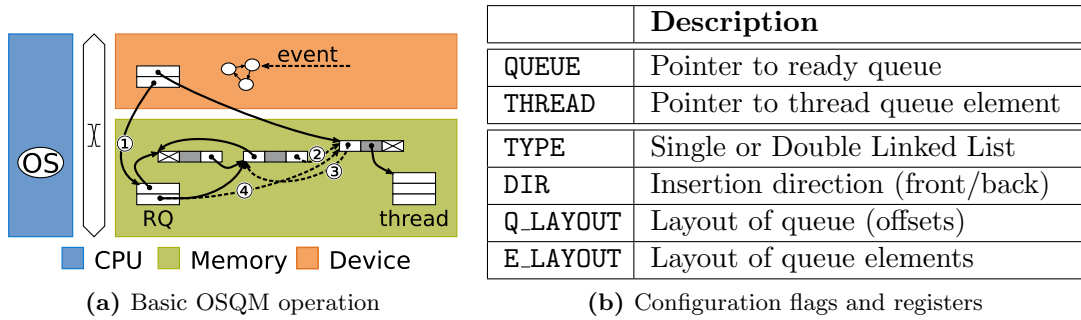 event
①
②
③
④
OS
RQ
thread
CPU Memory Device
(a) Basic OSQM operation
Description
QUEUE Pointer to ready queue
THREAD Pointer to thread queue element
TYPE Single or Double Linked List
DIR Insertion direction (front/back)
Q_LAYOUT Layout of queue (offsets)
E_LAYOUT Layout of queue elements
(b) Configuration flags and registers